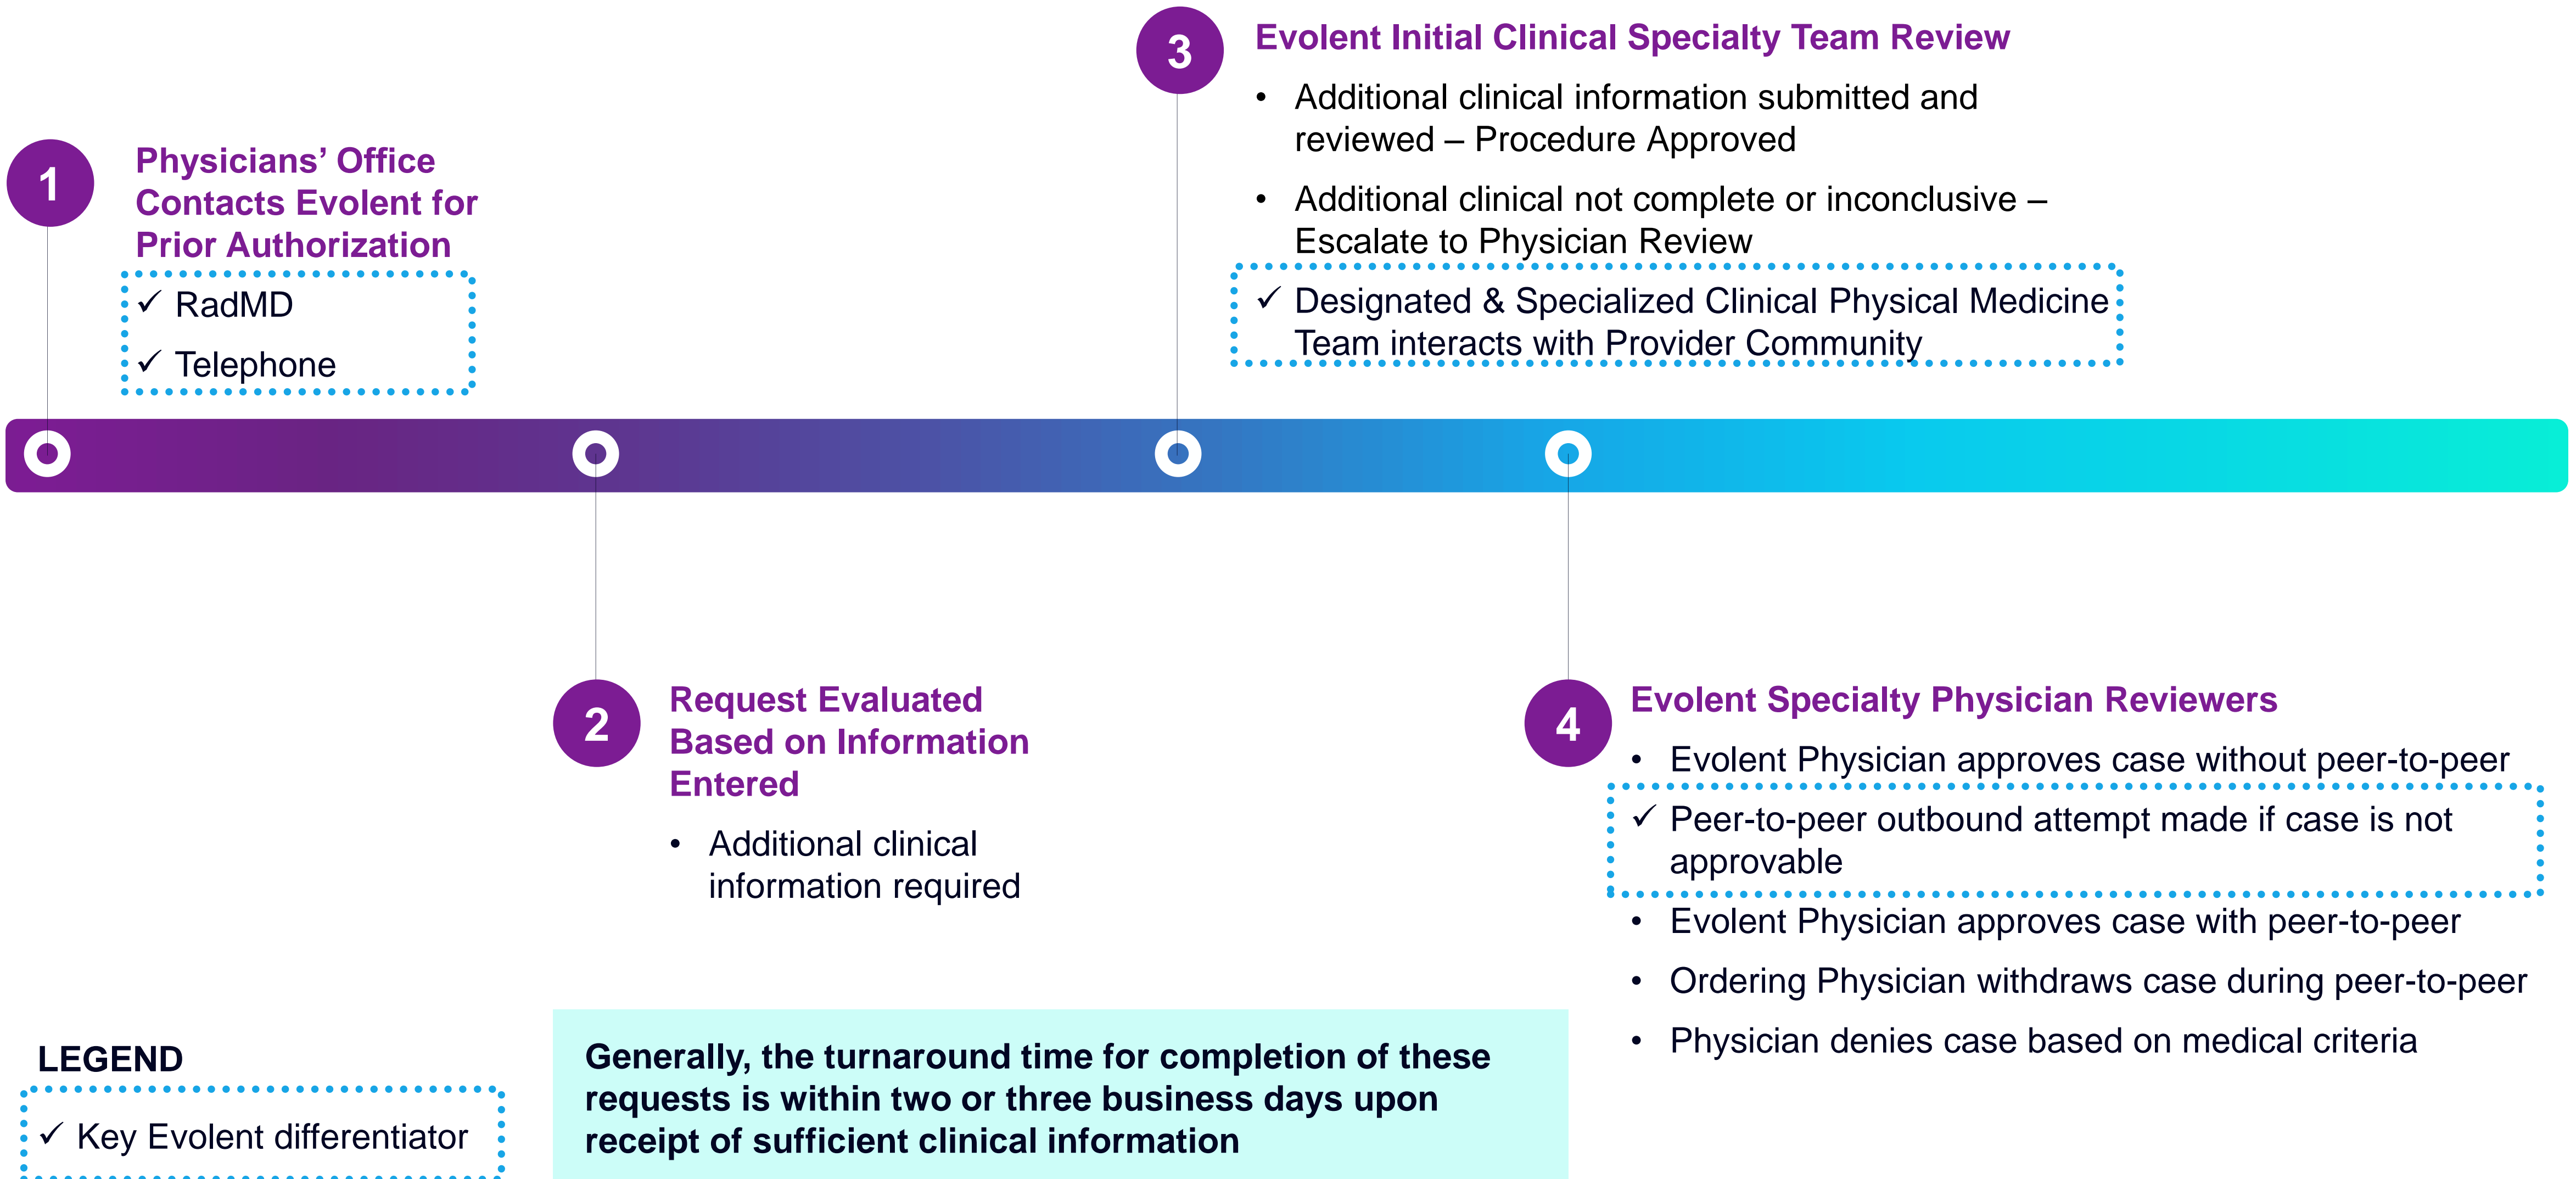 1
Physicians’ Office
Contacts Evolent for
Prior Authorization
✓ RadMD
✓ Telephone
2
Request Evaluated
Based on Information
Entered
• Additional clinical
information required
3
Evolent Initial Clinical Specialty Team Review
• Additional clinical information submitted and
reviewed – Procedure Approved
• Additional clinical not complete or inconclusive –
Escalate to Physician Review
✓ Designated & Specialized Clinical Physical Medicine
Team interacts with Provider Community
4
Evolent Specialty Physician Reviewers
• Evolent Physician approves case without peer-to-peer
✓ Peer-to-peer outbound attempt made if case is not
approvable
• Evolent Physician approves case with peer-to-peer
• Ordering Physician withdraws case during peer-to-peer
• Physician denies case based on medical criteria
LEGEND
✓ Key Evolent differentiator
Generally, the turnaround time for completion of these
requests is within two or three business days upon
receipt of sufficient clinical information